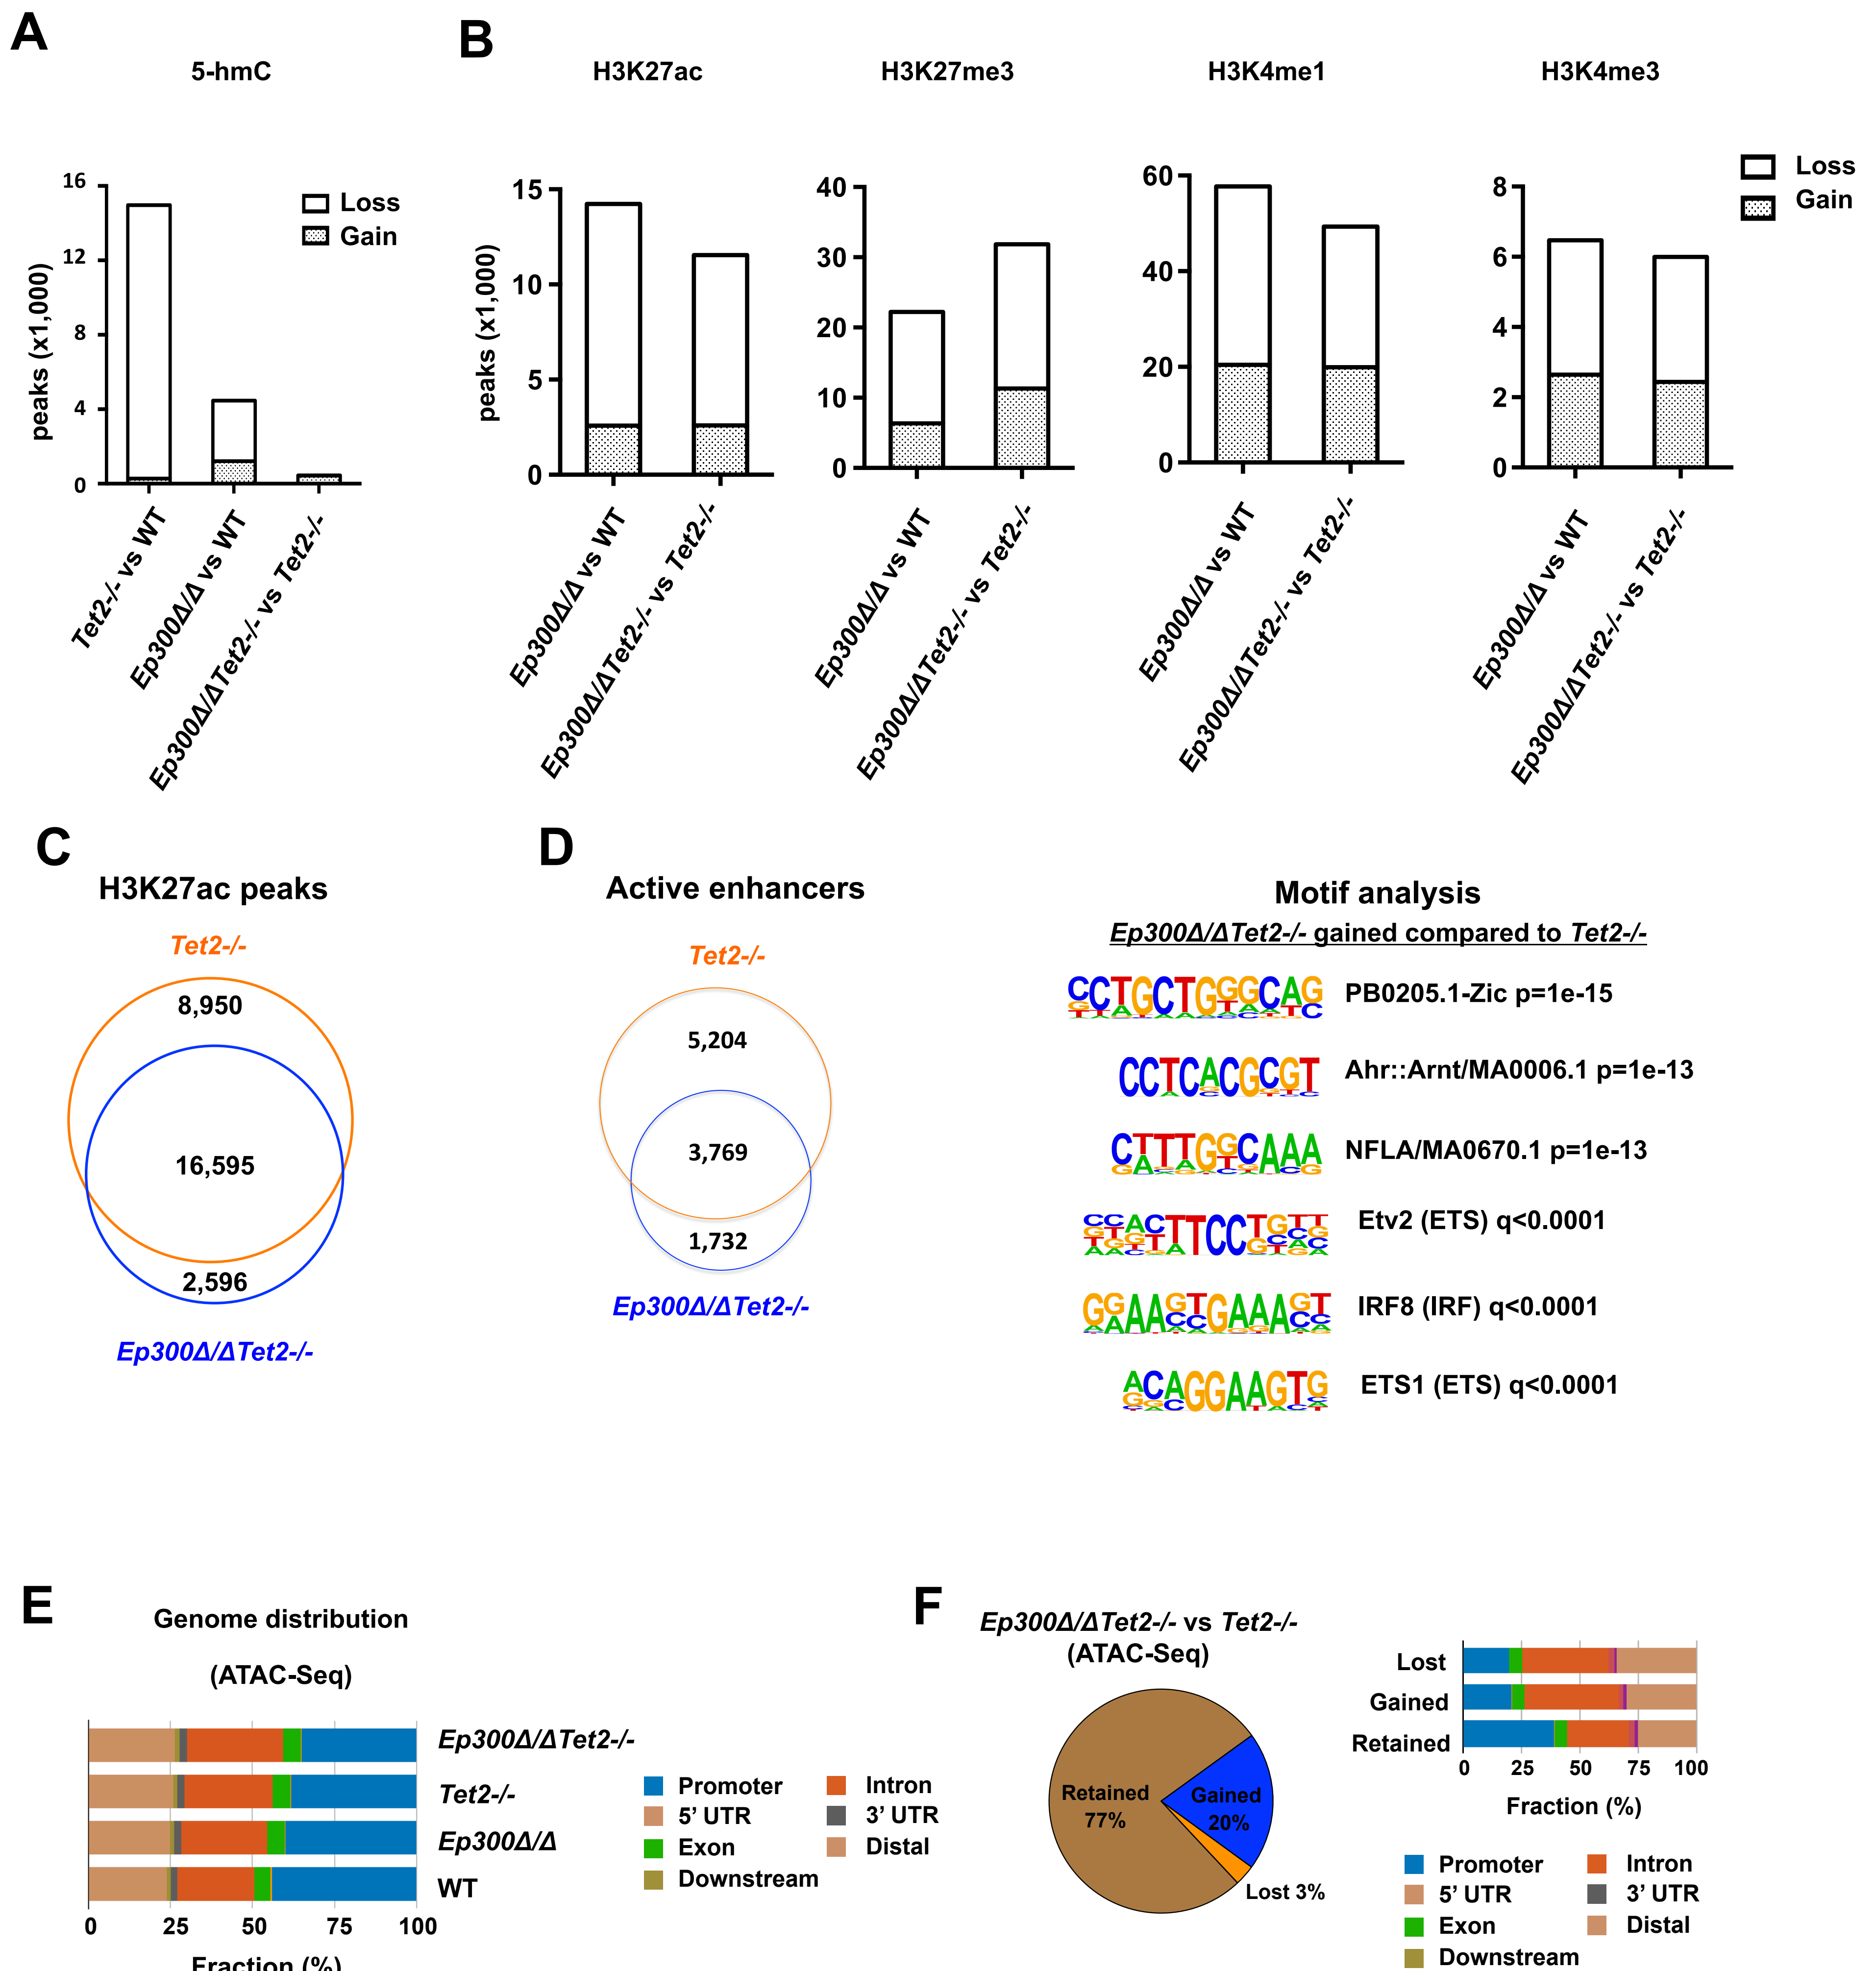 A
5-hmC
peaks (x1,000)
16
12
8
4
0
Loss
Gain
Tet2-/- vs WT
Ep300Δ/Δ vs WT
Ep300Δ/ΔTet2-/- vs Tet2-/-
B
H3K27ac
peaks (x1,000)
15
10
5
0
Ep300Δ/Δ vs WT
Ep300Δ/ΔTet2-/- vs Tet2-/-
H3K27me3
40
30
20
10
0
Ep300Δ/Δ vs WT
Ep300Δ/ΔTet2-/- vs Tet2-/-
H3K4me1
60
40
20
0
Ep300Δ/Δ vs WT
Ep300Δ/ΔTet2-/- vs Tet2-/-
H3K4me3
8
6
4
2
0
Ep300Δ/Δ vs WT
Ep300Δ/ΔTet2-/- vs Tet2-/-
Loss
Gain
C
H3K27ac peaks
Tet2-/-
8,950
16,595
2,596
Ep300Δ/ΔTet2-/-
D
Active enhancers
Tet2-/-
5,204
3,769
1,732
Ep300Δ/ΔTet2-/-
Motif analysis
Ep300Δ/ΔTet2-/- gained compared to Tet2-/-
CCTGCTGGGCAG
PB0205.1-Zic p=1e-15
CCTCACGCGT
Ahr::Arnt/MA0006.1 p=1e-13
CTTTGGCAAA
NFLA/MA0670.1 p=1e-13
CCACTTCCTGTT
Etv2 (ETS) q<0.0001
GGAAGTGAAAGT
IRF8 (IRF) q<0.0001
ACAGGAAGTG
ETS1 (ETS) q<0.0001
E
Genome distribution
(ATAC-Seq)
Ep300Δ/ΔTet2-/-
Tet2-/-
Ep300Δ/Δ
WT
0 25 50 75 100
Fraction (%)
Promoter
5’ UTR
Exon
Downstream
Intron
3’ UTR
Distal
F
Ep300Δ/ΔTet2-/- vs Tet2-/-
(ATAC-Seq)
Retained
77%
Gained
20%
Lost 3%
Lost
Gained
Retained
0 25 50 75 100
Fraction (%)
Promoter
5’ UTR
Exon
Downstream
Intron
3’ UTR
Distal